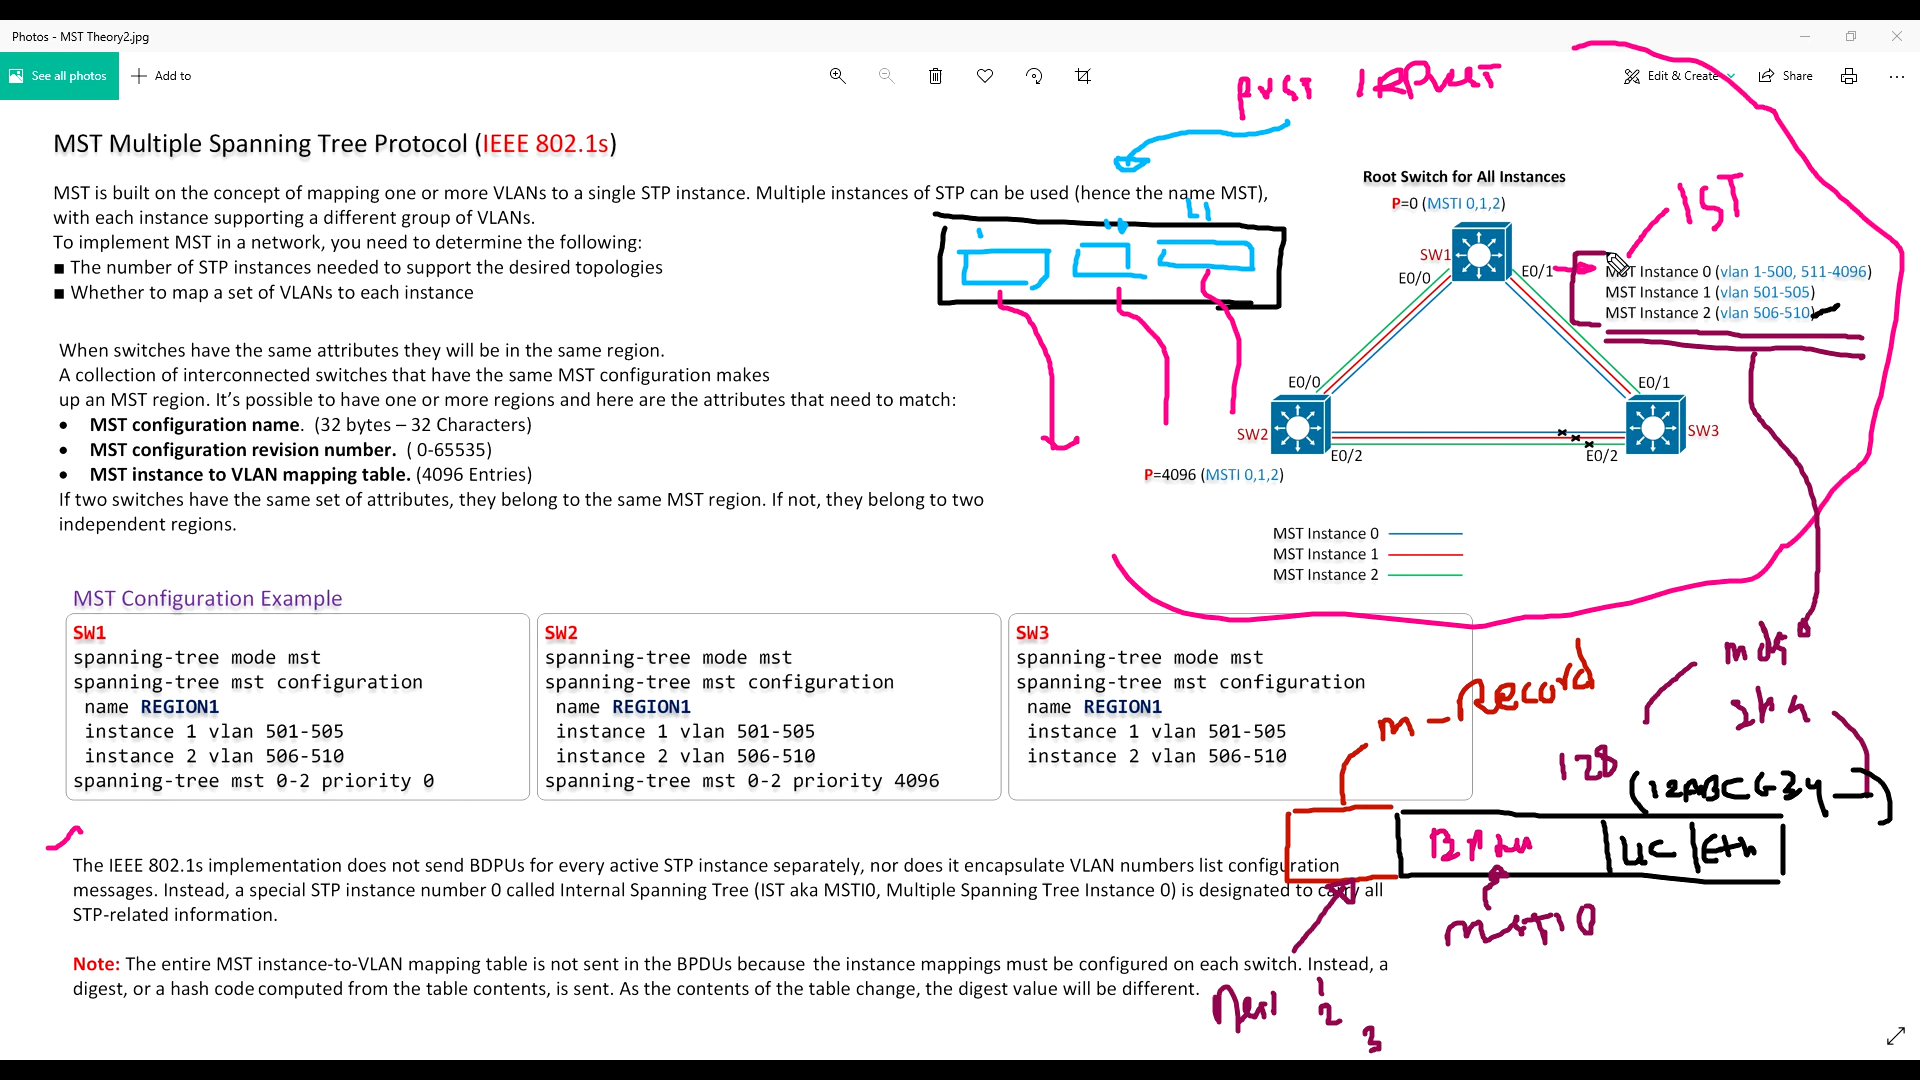 Photos - MST Theory2.jpg
See all photos
Add to
Edit & Create
Share
MST Multiple Spanning Tree Protocol (IEEE 802.1s)
MST is built on the concept of mapping one or more VLANs to a single STP instance. Multiple instances of STP can be used (hence the name MST),
with each instance supporting a different group of VLANs.
To implement MST in a network, you need to determine the following:
■ The number of STP instances needed to support the desired topologies
■ Whether to map a set of VLANs to each instance
When switches have the same attributes they will be in the same region.
A collection of interconnected switches that have the same MST configuration makes
up an MST region. It's possible to have one or more regions and here are the attributes that need to match:
• MST configuration name. (32 bytes – 32 Characters)
• MST configuration revision number. ( 0-65535)
• MST instance to VLAN mapping table. (4096 Entries)
If two switches have the same set of attributes, they belong to the same MST region. If not, they belong to two
independent regions.
PVST
Root Switch for All Instances
P=0 (MSTI 0,1,2)
IST
SW1
E0/0
E0/1
MST Instance 0 (vlan 1-500, 511-4096)
MST Instance 1 (vlan 501-505)
MST Instance 2 (vlan 506-510)
E0/0
E0/1
SW2
SW3
E0/2
E0/2
P=4096 (MSTI 0,1,2)
MST Instance 0
MST Instance 1
MST Instance 2
MST Configuration Example
SW1
spanning-tree mode mst
spanning-tree mst configuration
name REGION1
instance 1 vlan 501-505
instance 2 vlan 506-510
spanning-tree mst 0-2 priority 0
SW2
spanning-tree mode mst
spanning-tree mst configuration
name REGION1
instance 1 vlan 501-505
instance 2 vlan 506-510
spanning-tree mst 0-2 priority 4096
SW3
spanning-tree mode mst
spanning-tree mst configuration
name REGION1
instance 1 vlan 501-505
instance 2 vlan 506-510
md5
m-Record
128
BPDU
LLC
Eth
MSTI 0
The IEEE 802.1s implementation does not send BDPUs for every active STP instance separately, nor does it encapsulate VLAN numbers list configuration
messages. Instead, a special STP instance number 0 called Internal Spanning Tree (IST aka MSTI0, Multiple Spanning Tree Instance 0) is designated to carry all
STP-related information.
Note: The entire MST instance-to-VLAN mapping table is not sent in the BPDUs because the instance mappings must be configured on each switch. Instead, a
digest, or a hash code computed from the table contents, is sent. As the contents of the table change, the digest value will be different.
1
2
3